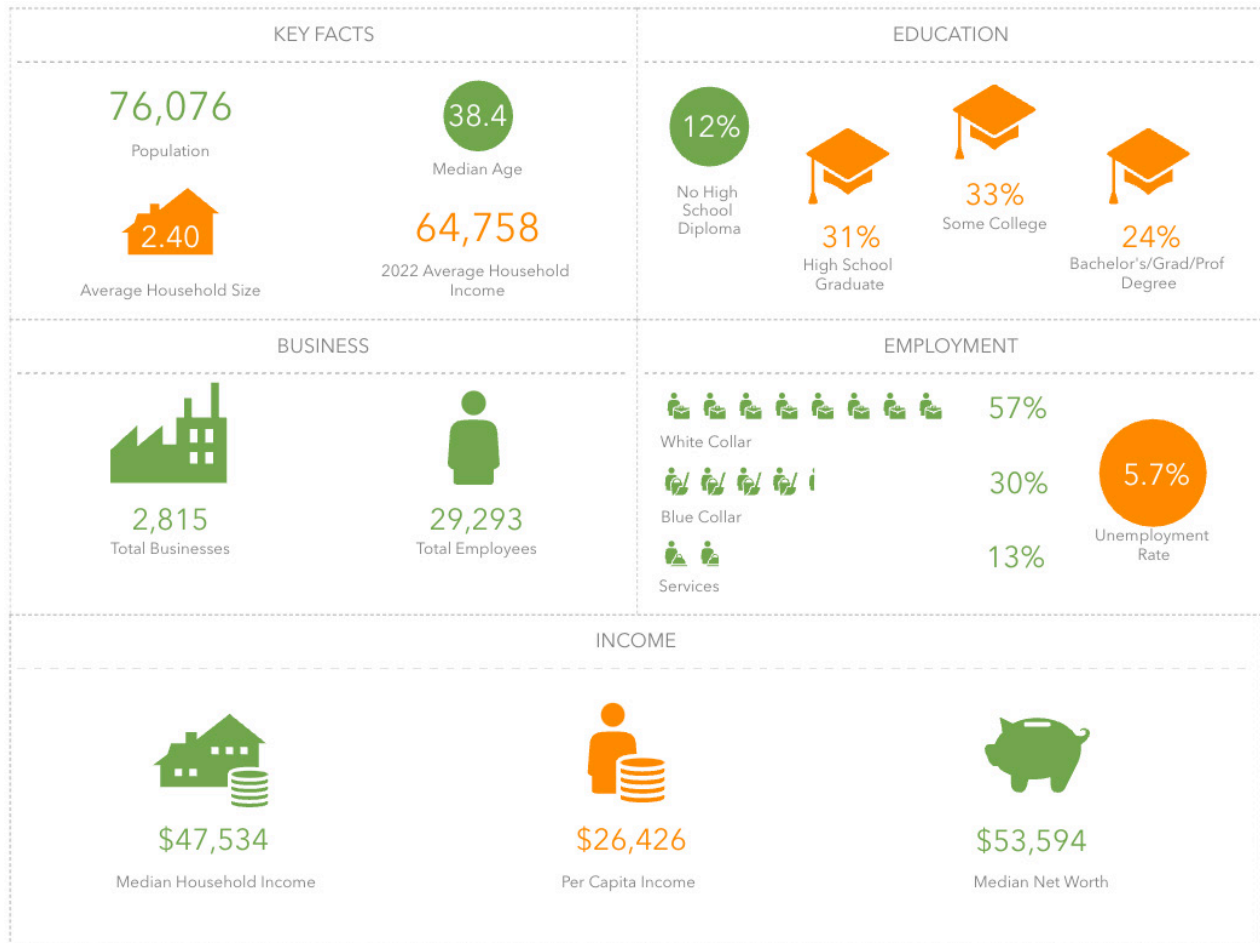 KEY FACTS
76,076
Population
38.4
Median Age
2.40
Average Household Size
64,758
2022 Average Household
Income
EDUCATION
12%
No High
School
Diploma
31%
High School
Graduate
33%
Some College
24%
Bachelor's/Grad/Prof
Degree
BUSINESS
2,815
Total Businesses
29,293
Total Employees
EMPLOYMENT
57%
White Collar
30%
Blue Collar
13%
Services
5.7%
Unemployment
Rate
INCOME
$47,534
Median Household Income
$26,426
Per Capita Income
$53,594
Median Net Worth